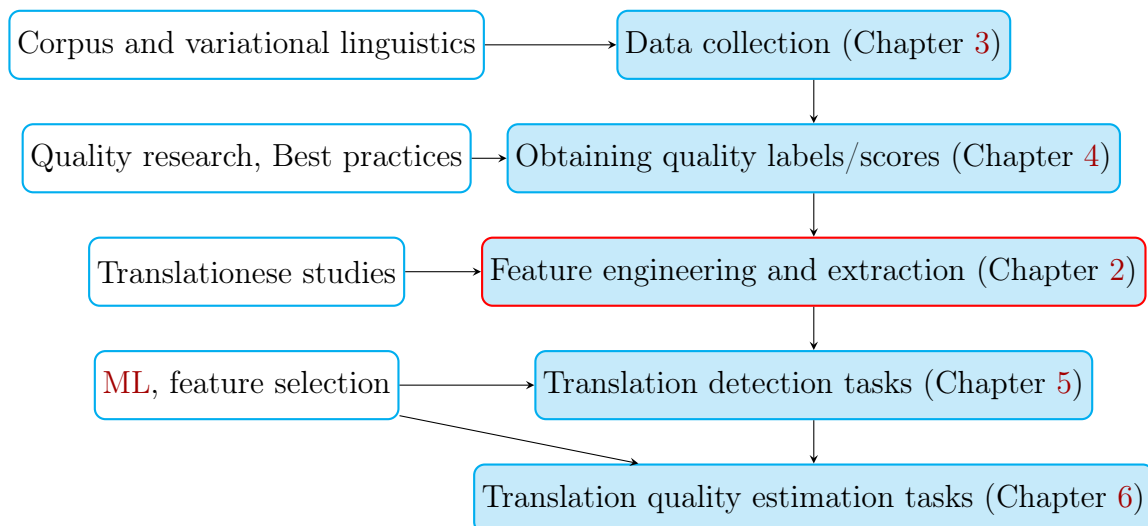 Corpus and variational linguistics
Data collection (Chapter 3)
Quality research, Best practices
Obtaining quality labels/scores (Chapter 4)
Translationese studies
Feature engineering and extraction (Chapter 2)
ML, feature selection
Translation detection tasks (Chapter 5)
Translation quality estimation tasks (Chapter 6)